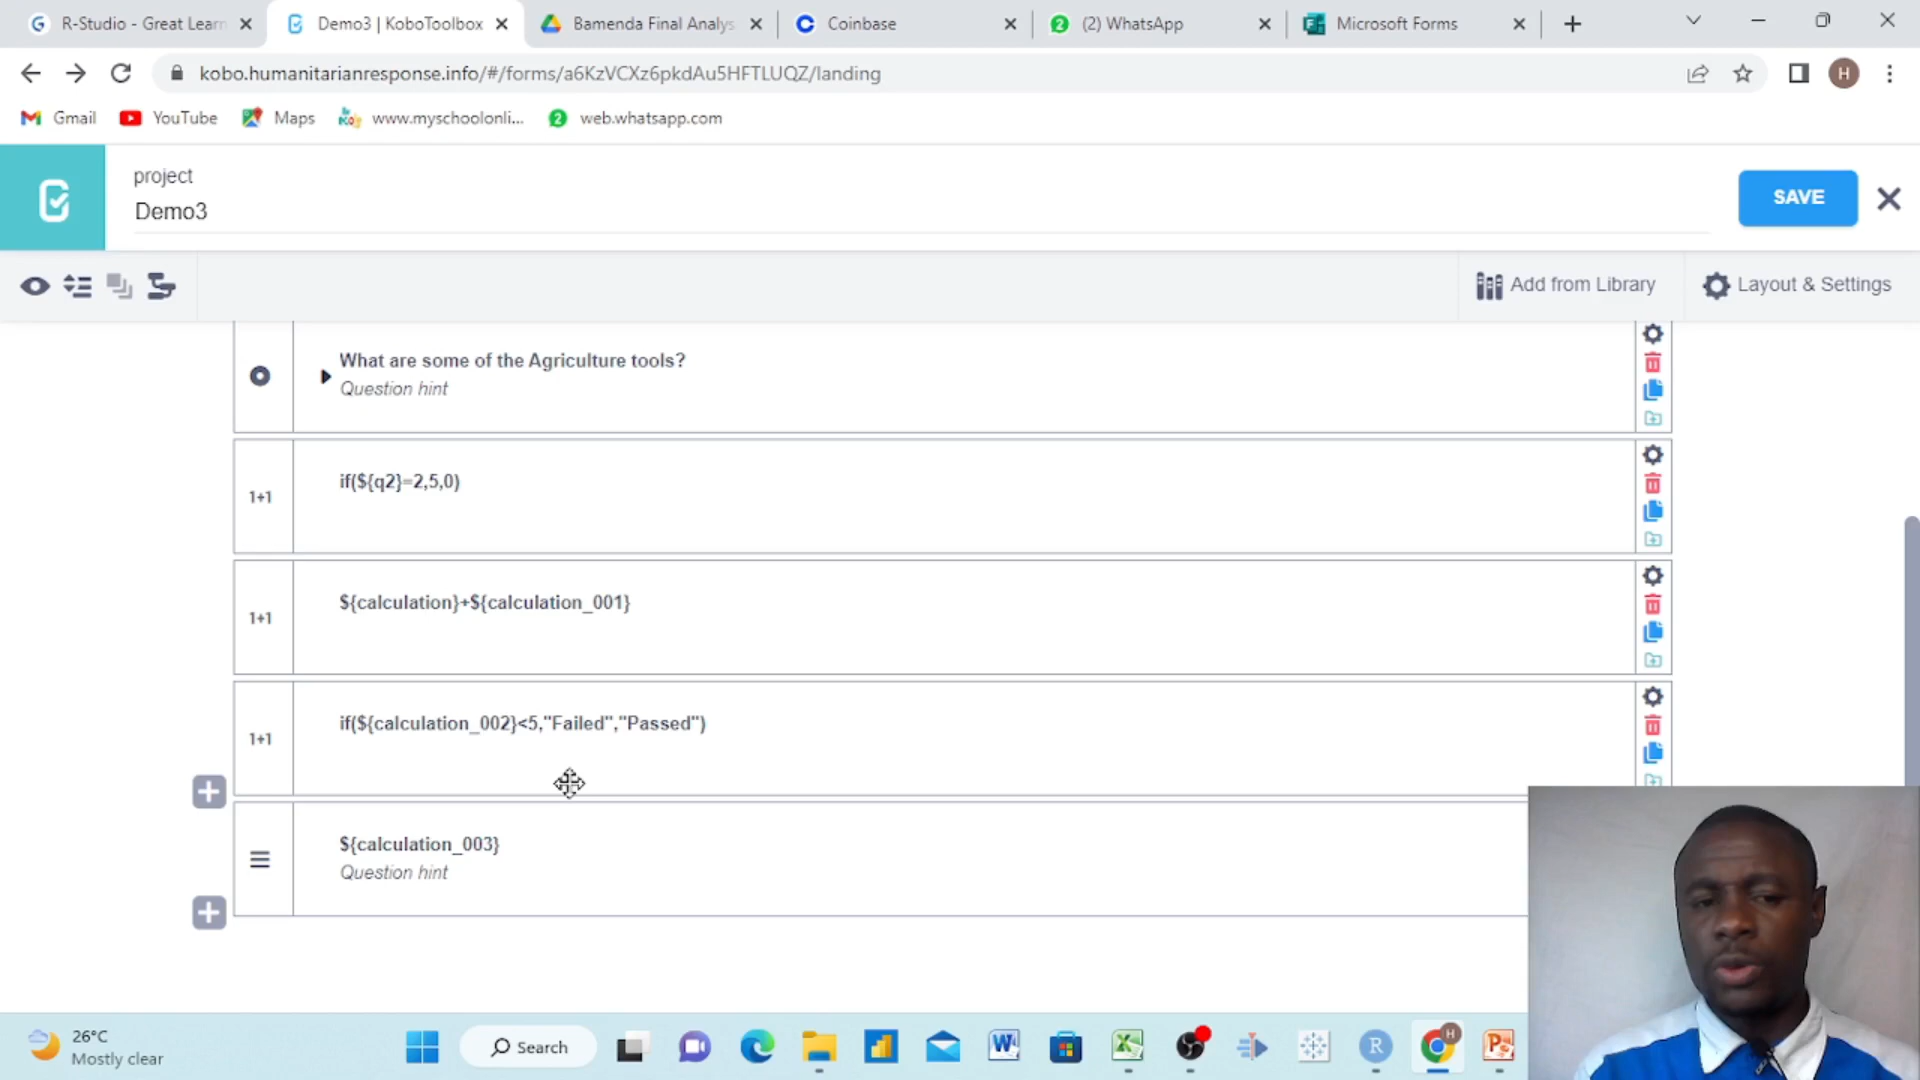 R-Studio - Great Learn
Demo3 | KoboToolbox
Bamenda Final Analys
Coinbase
(2) WhatsApp
Microsoft Forms
kobo.humanitarianresponse.info/#/forms/a6KzVCXz6pkdAu5HFTLUQZ/landing
H
Gmail
YouTube
Maps
www.myschoolonli...
web.whatsapp.com
project
Demo3
SAVE
Add from Library
Layout & Settings
What are some of the Agriculture tools?
Question hint
1+1
if(${q2}=2,5,0)
1+1
${calculation}+${calculation_001}
1+1
if(${calculation_002}<5,"Failed","Passed")
${calculation_003}
Question hint
26°C
Mostly clear
Search